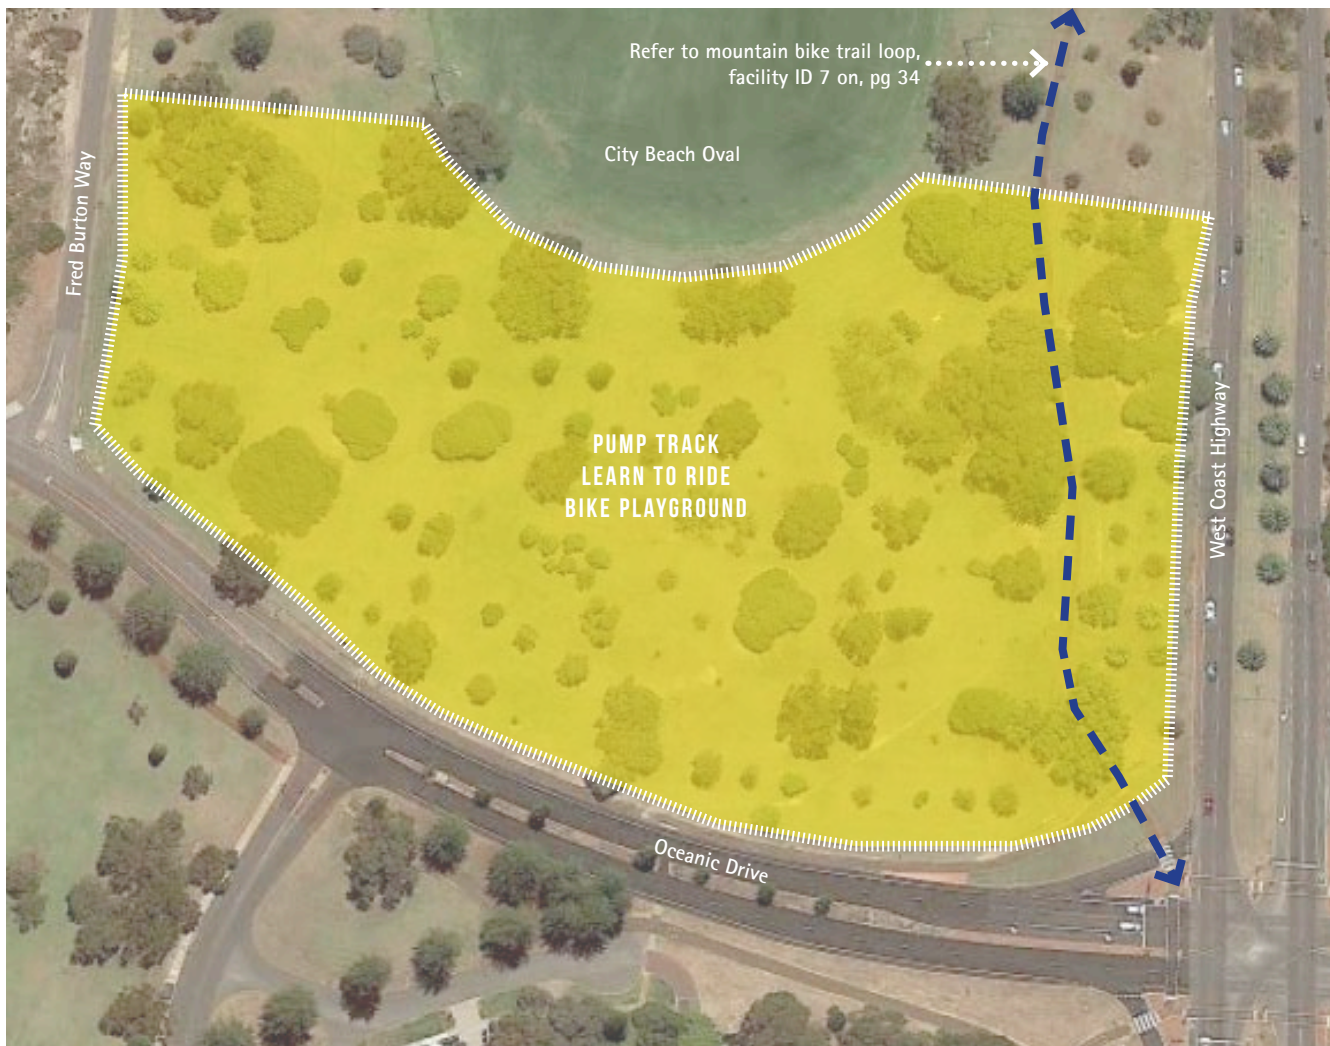 Refer to mountain bike trail loop,
facility ID 7 on, pg 34
City Beach Oval
Fred Burton Way
PUMP TRACK
LEARN TO RIDE
BIKE PLAYGROUND
West Coast Highway
Oceanic Drive